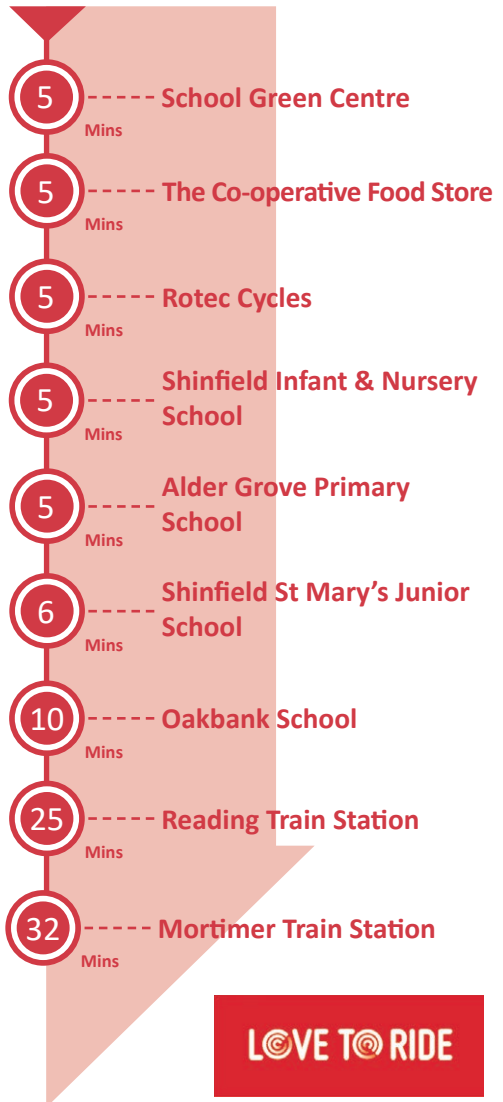 5
Mins
School Green Centre
5
Mins
The Co-operative Food Store
5
Mins
Rotec Cycles
5
Mins
Shinfield Infant & Nursery
School
5
Mins
Alder Grove Primary
School
6
Mins
Shinfield St Mary’s Junior
School
10
Mins
Oakbank School
25
Mins
Reading Train Station
32
Mins
Mortimer Train Station
LOVE TO RIDE